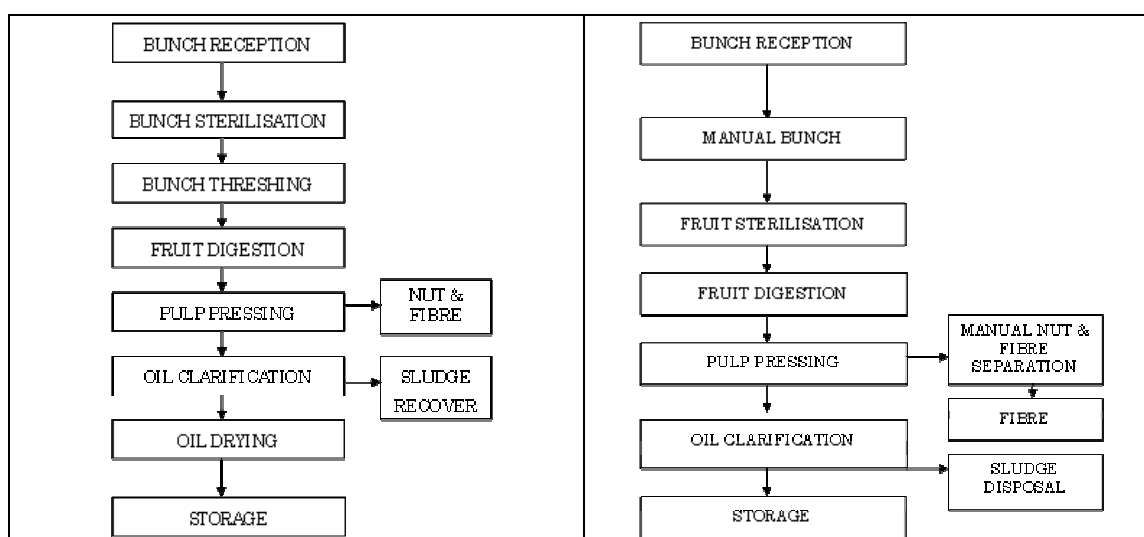 BUNCH RECEPTION
BUNCH STERILISATION
BUNCH THRESHING
FRUIT DIGESTION
PULP PRESSING
NUT &
FIBRE
OIL CLARIFICATION
SLUDGE
RECOVER
OIL DRYING
STORAGE
BUNCH RECEPTION
MANUAL BUNCH
FRUIT STERILISATION
FRUIT DIGESTION
PULP PRESSING
MANUAL NUT &
FIBRE
SEPARATION
FIBRE
OIL CLARIFICATION
SLUDGE
DISPOSAL
STORAGE